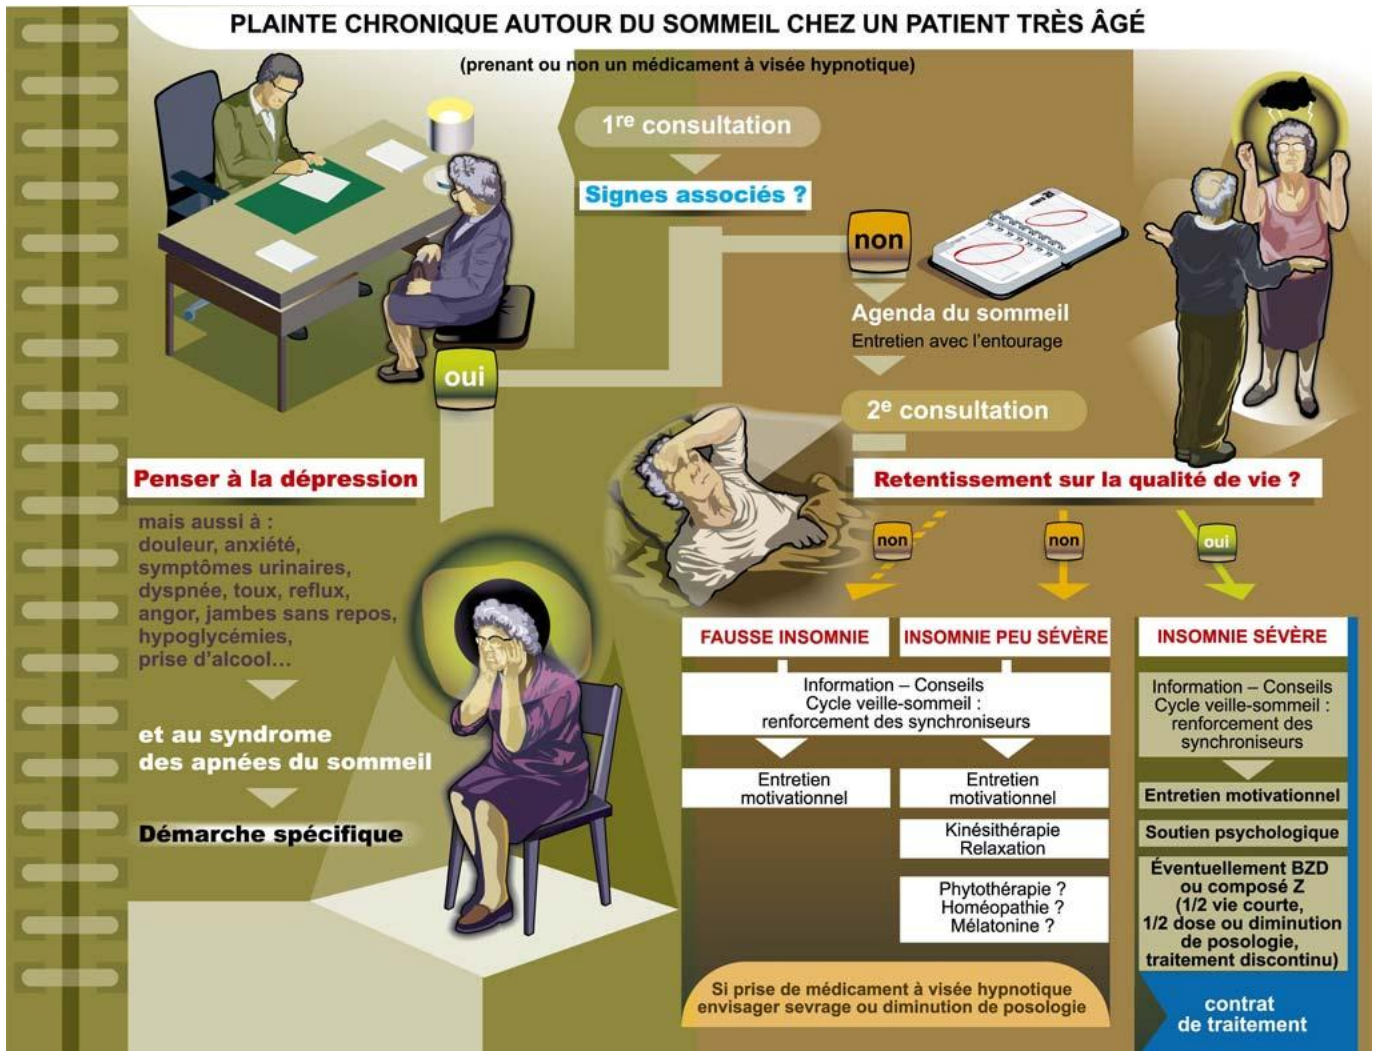 PLAINTE CHRONIQUE AUTOUR DU SOMMEIL CHEZ UN PATIENT TRÈS ÂGÉ
(prenant ou non un médicament à visée hypnotique)
1re consultation
Signes associés ?
non
Agenda du sommeil
Entretien avec l'entourage
oui
2e consultation
Penser à la dépression
mais aussi à :
douleur, anxiété,
symptômes urinaires,
dyspnée, toux, reflux,
angor, jambes sans repos,
hypoglycémies,
prise d'alcool…
et au syndrome
des apnées du sommeil
Démarche spécifique
Retentissement sur la qualité de vie ?
non
non
oui
FAUSSE INSOMNIE
INSOMNIE PEU SÉVÈRE
INSOMNIE SÉVÈRE
Information – Conseils
Cycle veille-sommeil :
renforcement des synchroniseurs
Entretien
motivationnel
Entretien
motivationnel
Kinésithérapie
Relaxation
Phytothérapie ?
Homéopathie ?
Mélatonine ?
Si prise de médicament à visée hypnotique
envisager sevrage ou diminution de posologie
Information – Conseils
Cycle veille-sommeil :
renforcement des
synchroniseurs
Entretien motivationnel
Soutien psychologique
Éventuellement BZD
ou composé Z
(1/2 vie courte,
1/2 dose ou diminution
de posologie,
traitement discontinu)
contrat
de traitement